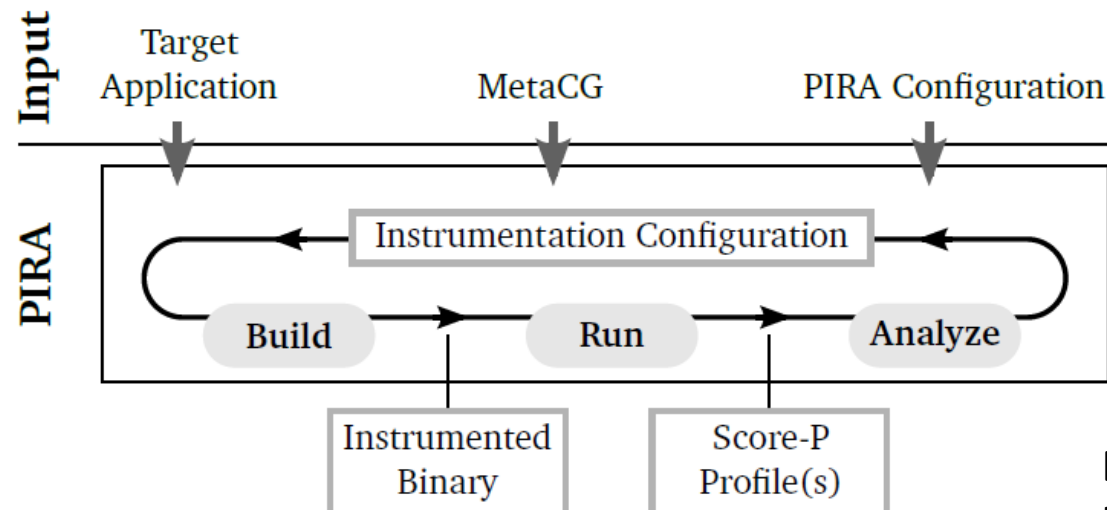 Input
Target
Application
MetaCG
PIRA Configuration
PIRA
Instrumentation Configuration
Build
Run
Analyze
Instrumented
Binary
Score-P
Profile(s)